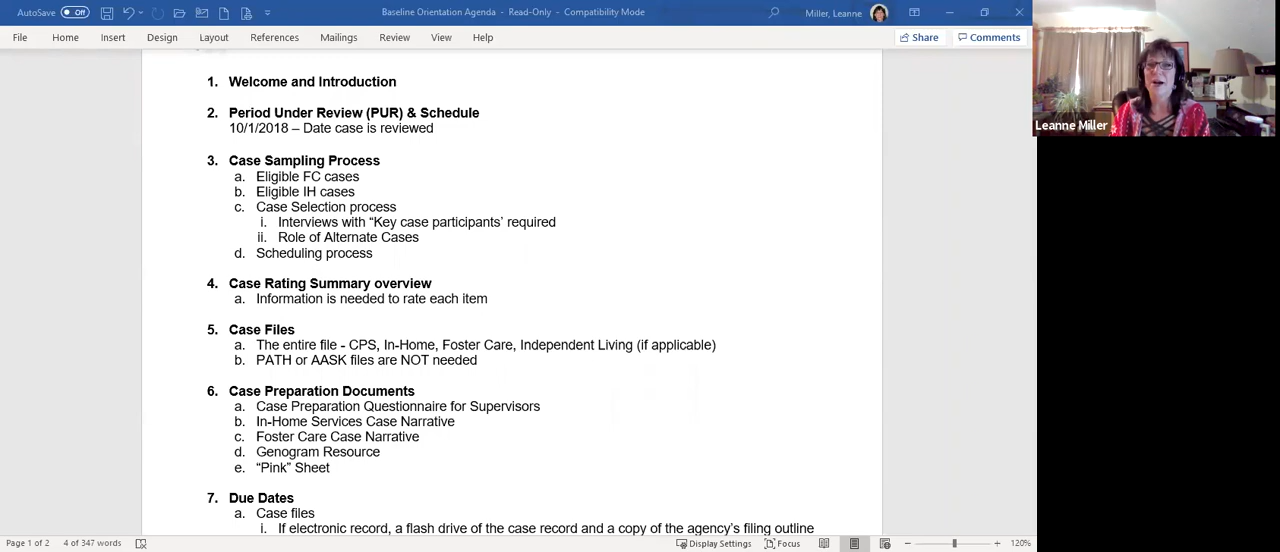 AutoSave Off
Baseline Orientation Agenda - Read-Only - Compatibility Mode
Miller, Leanne
File Home Insert Design Layout References Mailings Review View Help
Share Comments
1. Welcome and Introduction
2. Period Under Review (PUR) & Schedule
10/1/2018 – Date case is reviewed
3. Case Sampling Process
a. Eligible FC cases
b. Eligible IH cases
c. Case Selection process
i. Interviews with “Key case participants’ required
ii. Role of Alternate Cases
d. Scheduling process
4. Case Rating Summary overview
a. Information is needed to rate each item
5. Case Files
a. The entire file - CPS, In-Home, Foster Care, Independent Living (if applicable)
b. PATH or AASK files are NOT needed
6. Case Preparation Documents
a. Case Preparation Questionnaire for Supervisors
b. In-Home Services Case Narrative
c. Foster Care Case Narrative
d. Genogram Resource
e. “Pink” Sheet
7. Due Dates
a. Case files
i. If electronic record, a flash drive of the case record and a copy of the agency’s filing outline
Page 1 of 2 4 of 347 words Display Settings Focus 120%
Leanne Miller